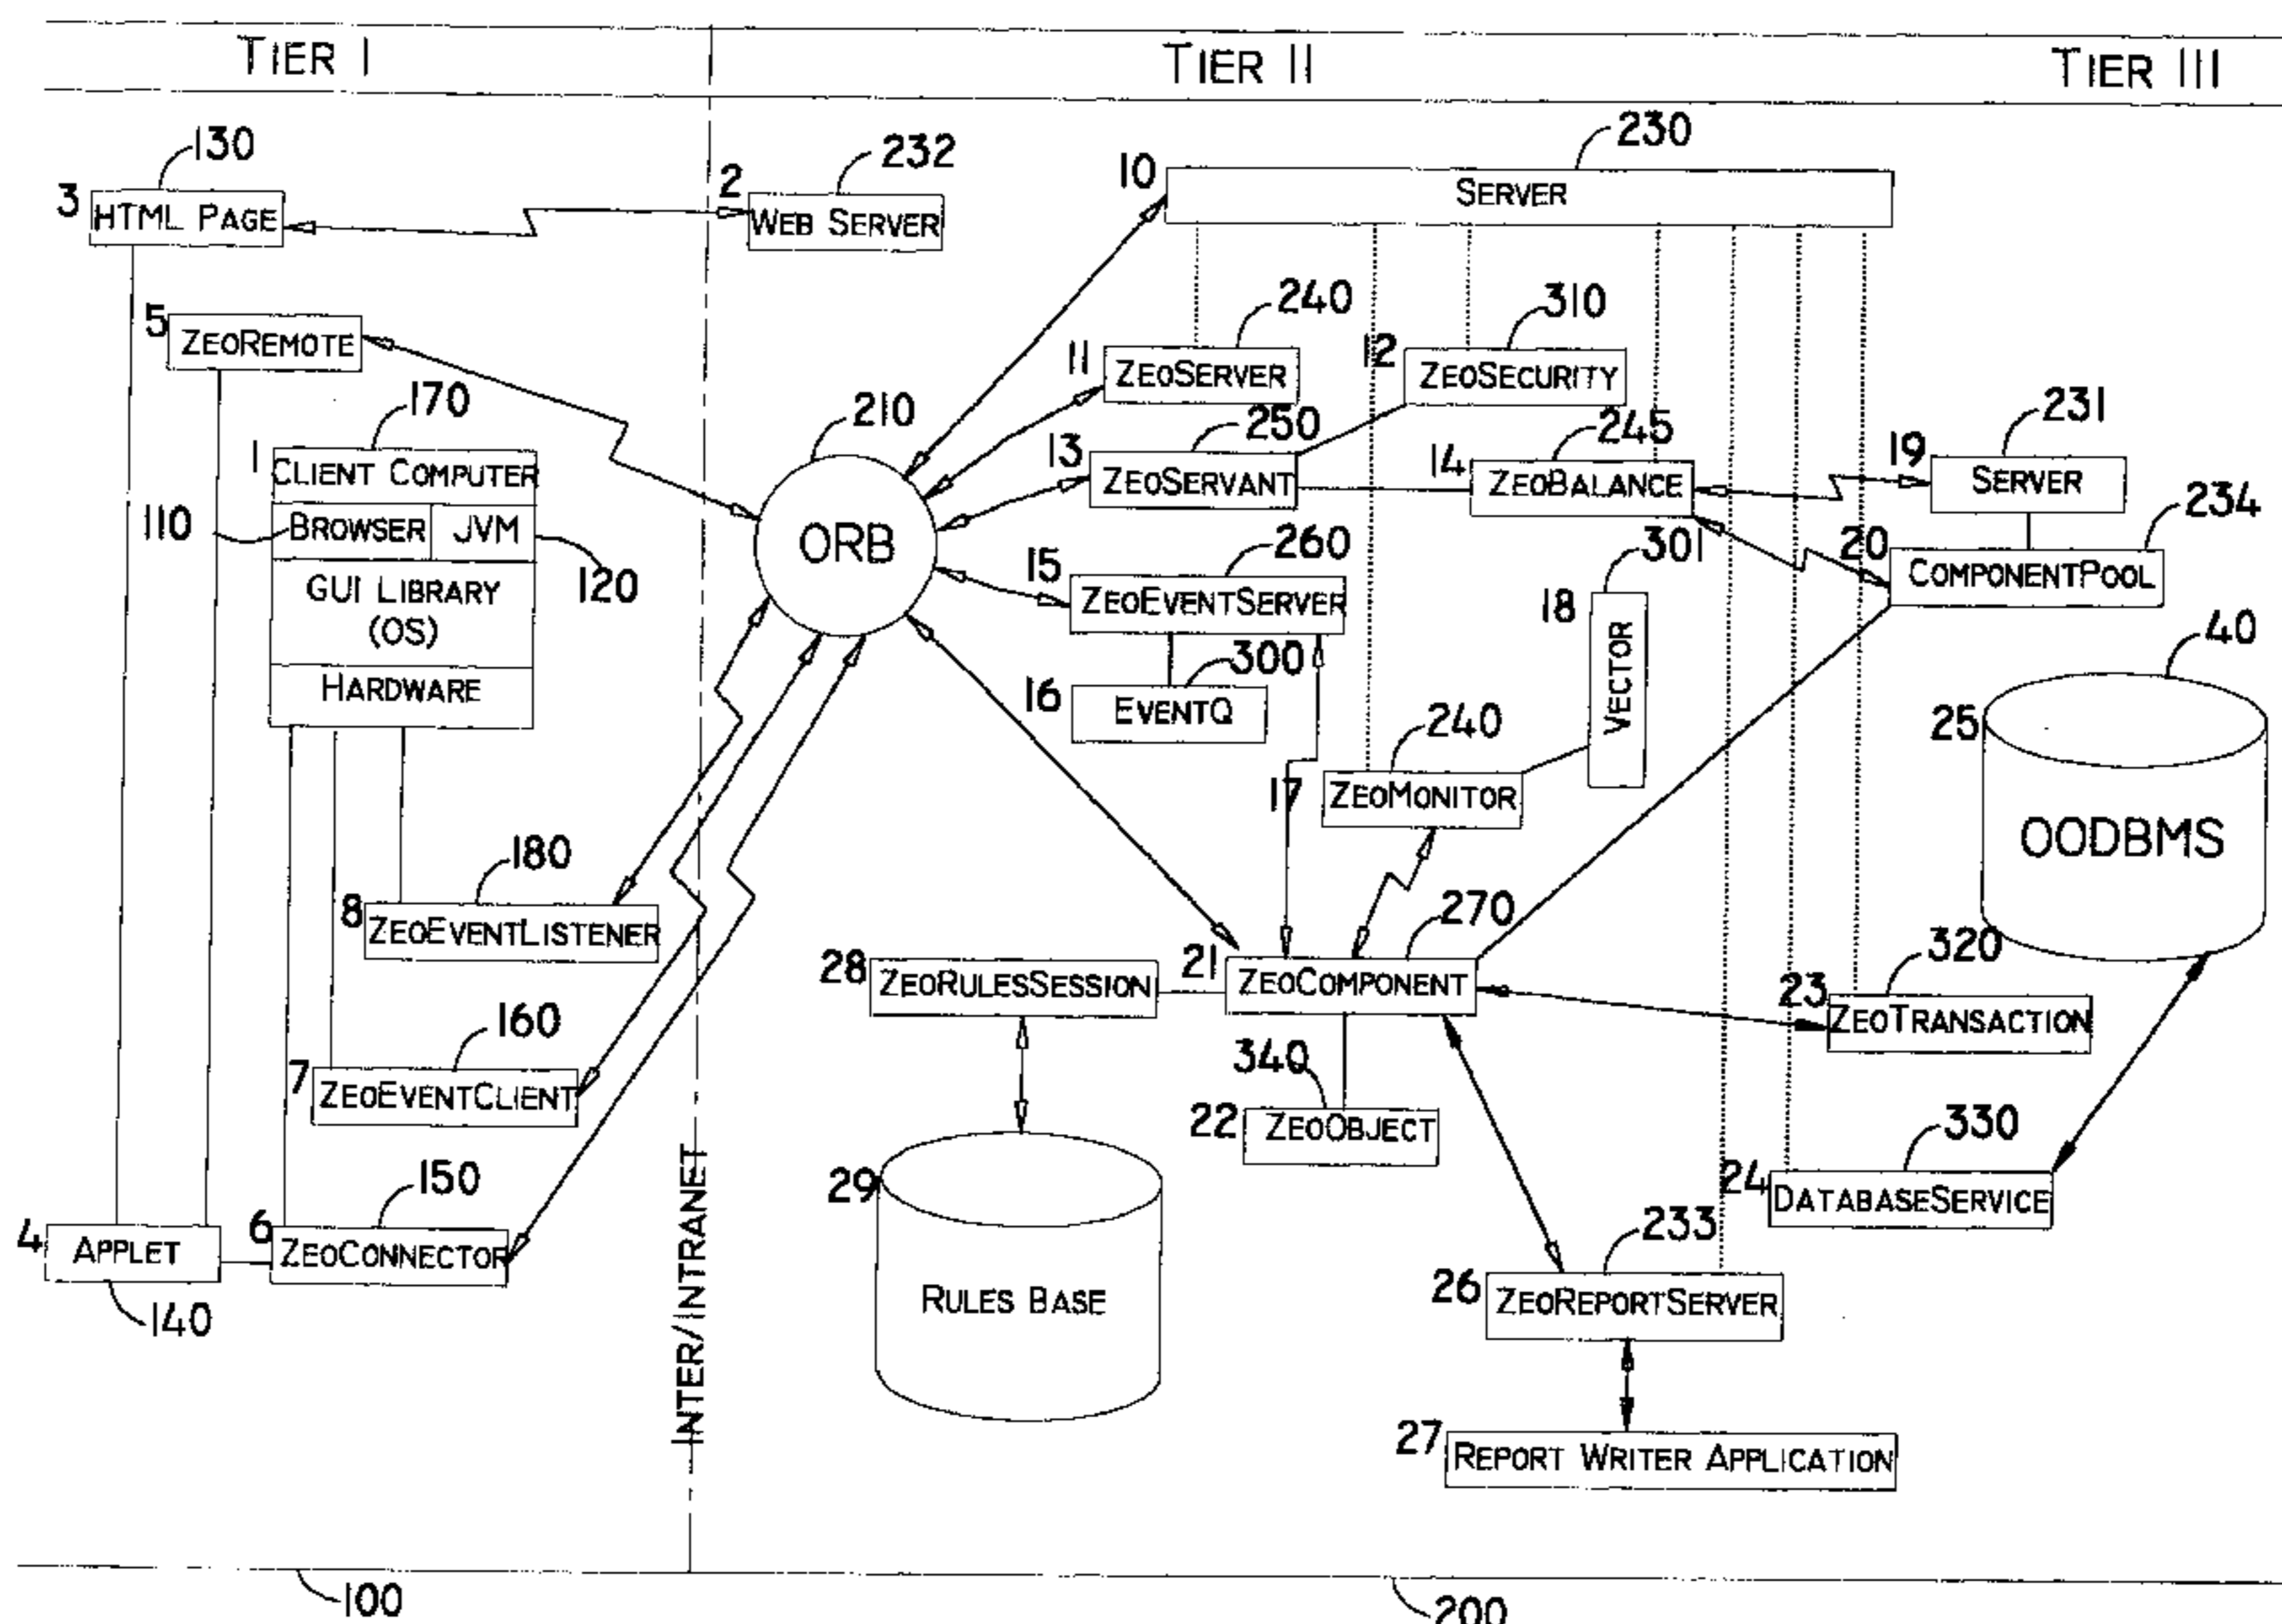 TIER I
TIER II
TIER III
130
3
HTML PAGE
2
232
WEB SERVER
10
230
SERVER
5
ZEOREMOTE
11
240
ZEOSERVER
12
310
ZEOSECURITY
170
1
CLIENT COMPUTER
110
BROWSER
JVM
120
GUI LIBRARY
(OS)
HARDWARE
210
ORB
13
250
ZEOSERVANT
14
245
ZEOBALANCE
19
231
SERVER
20
234
COMPONENTPOOL
15
260
ZEOEVENTSERVER
16
300
EVENTQ
18
301
VECTOR
17
240
ZEOMONITOR
25
40
OODBMS
8
180
ZEOEVENTLISTENER
28
ZEORULESSESSION
21
270
ZEOCOMPONENT
23
320
ZEOTRANSACTION
7
160
ZEOEVENTCLIENT
22
340
ZEOOBJECT
24
330
DATABASESERVICE
4
APPLET
140
6
150
ZEOCONNECTOR
INTER/INTRANET
29
RULES BASE
26
233
ZEOREPORTSERVER
27
REPORT WRITER APPLICATION
100
200